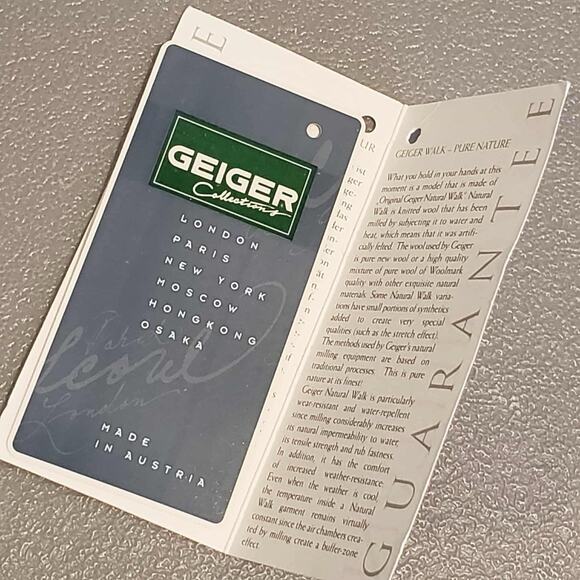 E
GEIGER
Collections
LONDON
PARIS
NEW YORK
MOSCOW
HONGKONG
OSAKA
Seoul
London
MADE
IN AUSTRIA
GEIGER WALK – PURE NATURE
What you hold in your hands at this
moment is a model that is made of
Original Geiger Natural Walk. Natural
Walk is knitted wool that has been
milled by subjecting it to water and
heat, which means that it was artifi-
cially felted. The wool used by Geiger
is pure new wool or a high quality
mixture of pure wool of Woolmark
quality with other exquisite natural
materials. Some Natural Walk varia-
tions have small portions of synthetics
added to create very special
qualities (such as the stretch effect).
The methods used by Geiger's natural
milling equipment are based on
traditional processes. This is pure
nature at its finest!
Geiger Natural Walk is particularly
wear-resistant and water-repellent
since milling considerably increases
its natural impermeability to water,
its tensile strength and rub fastness.
In addition, it has the comfort
of increased weather-resistance.
Even when the weather is cool,
the temperature inside a Natural
Walk garment remains virtually
constant since the air chambers crea-
ted by milling create a buffer-zone
effect.
GUARANTEE